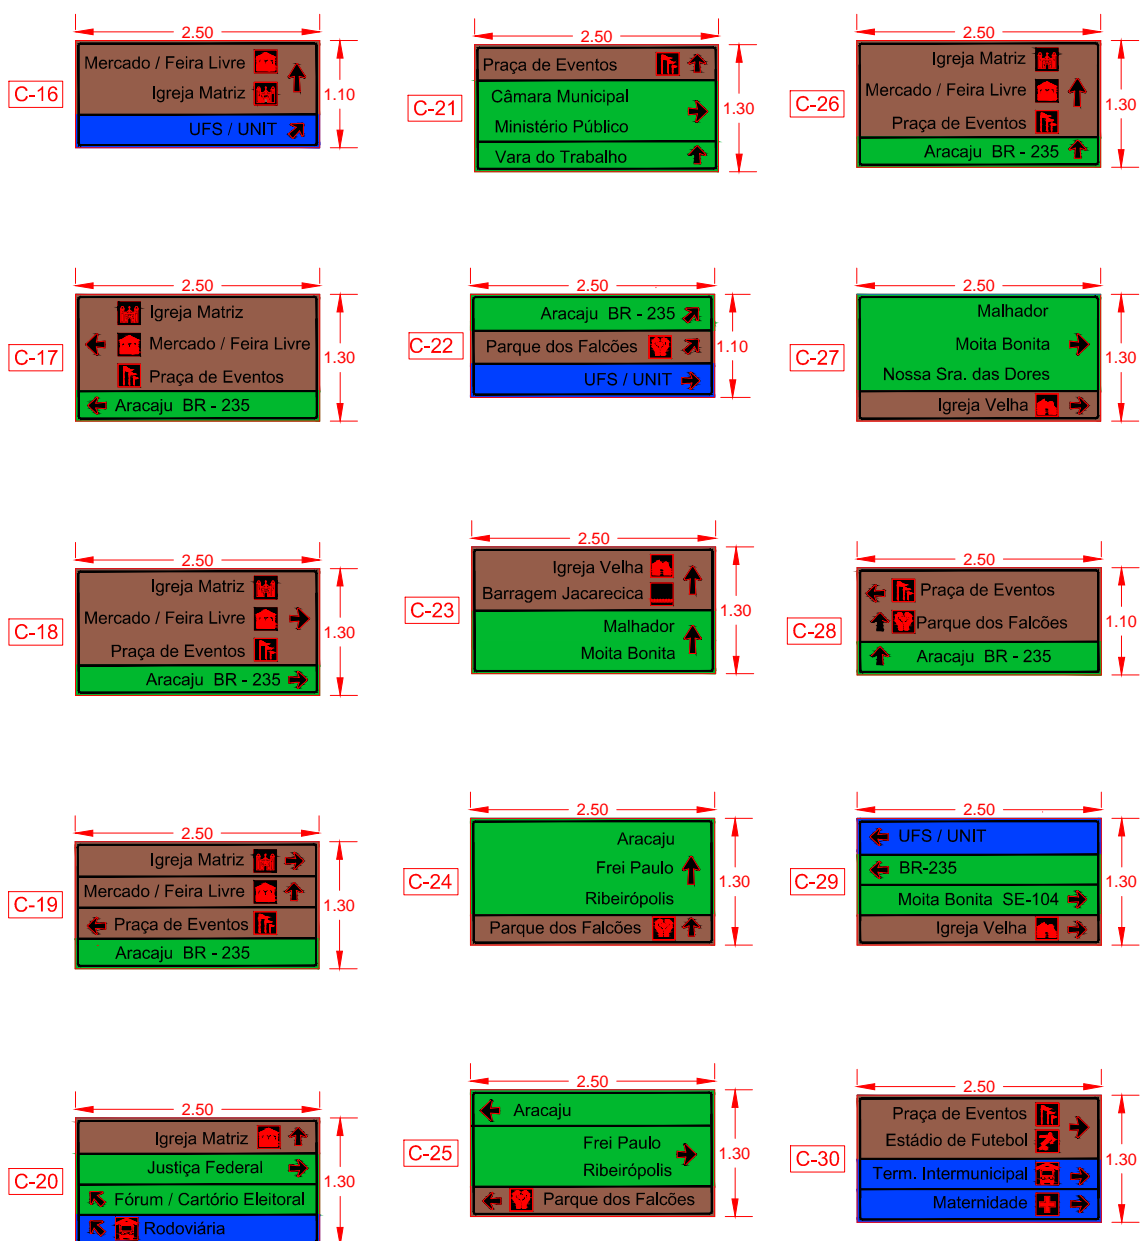 2.50
C-16
Mercado / Feira Livre
Igreja Matriz
UFS / UNIT
1.10
2.50
C-21
Praça de Eventos
Câmara Municipal
Ministério Público
Vara do Trabalho
1.30
2.50
C-26
Igreja Matriz
Mercado / Feira Livre
Praça de Eventos
Aracaju BR - 235
1.30
2.50
C-17
Igreja Matriz
Mercado / Feira Livre
Praça de Eventos
Aracaju BR - 235
1.30
2.50
C-22
Aracaju BR - 235
Parque dos Falcões
UFS / UNIT
1.10
2.50
C-27
Malhador
Moita Bonita
Nossa Sra. das Dores
Igreja Velha
1.30
2.50
C-18
Igreja Matriz
Mercado / Feira Livre
Praça de Eventos
Aracaju BR - 235
1.30
2.50
C-23
Igreja Velha
Barragem Jacarecica
Malhador
Moita Bonita
1.30
2.50
C-28
Praça de Eventos
Parque dos Falcões
Aracaju BR - 235
1.10
2.50
C-19
Igreja Matriz
Mercado / Feira Livre
Praça de Eventos
Aracaju BR - 235
1.30
2.50
C-24
Aracaju
Frei Paulo
Ribeirópolis
Parque dos Falcões
1.30
2.50
C-29
UFS / UNIT
BR-235
Moita Bonita SE-104
Igreja Velha
1.30
2.50
C-20
Igreja Matriz
Justiça Federal
Fórum / Cartório Eleitoral
Rodoviária
1.30
2.50
C-25
Aracaju
Frei Paulo
Ribeirópolis
Parque dos Falcões
1.30
2.50
C-30
Praça de Eventos
Estádio de Futebol
Term. Intermunicipal
Maternidade
1.30